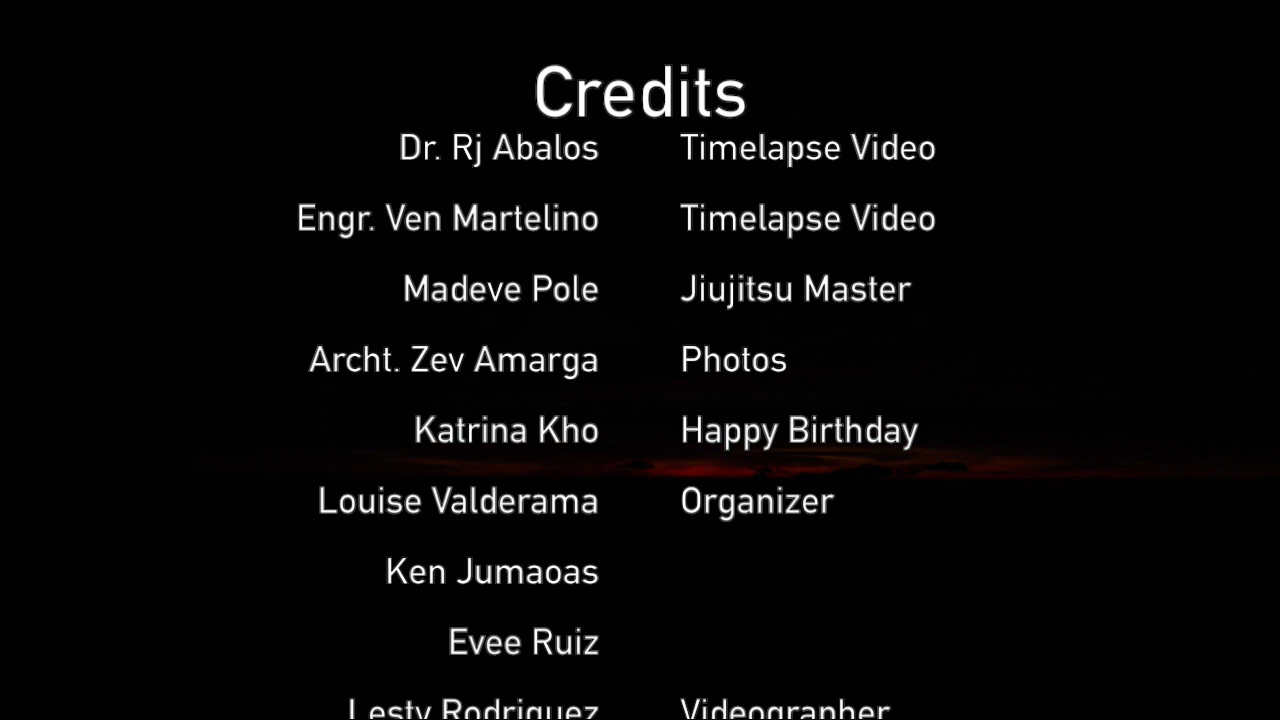 Credits
Dr. Rj Abalos Timelapse Video
Engr. Ven Martelino Timelapse Video
Madeve Pole Jiujitsu Master
Archt. Zev Amarga Photos
Katrina Kho Happy Birthday
Louise Valderama Organizer
Ken Jumaoas
Evee Ruiz
Lesty Rodriguez Videographer